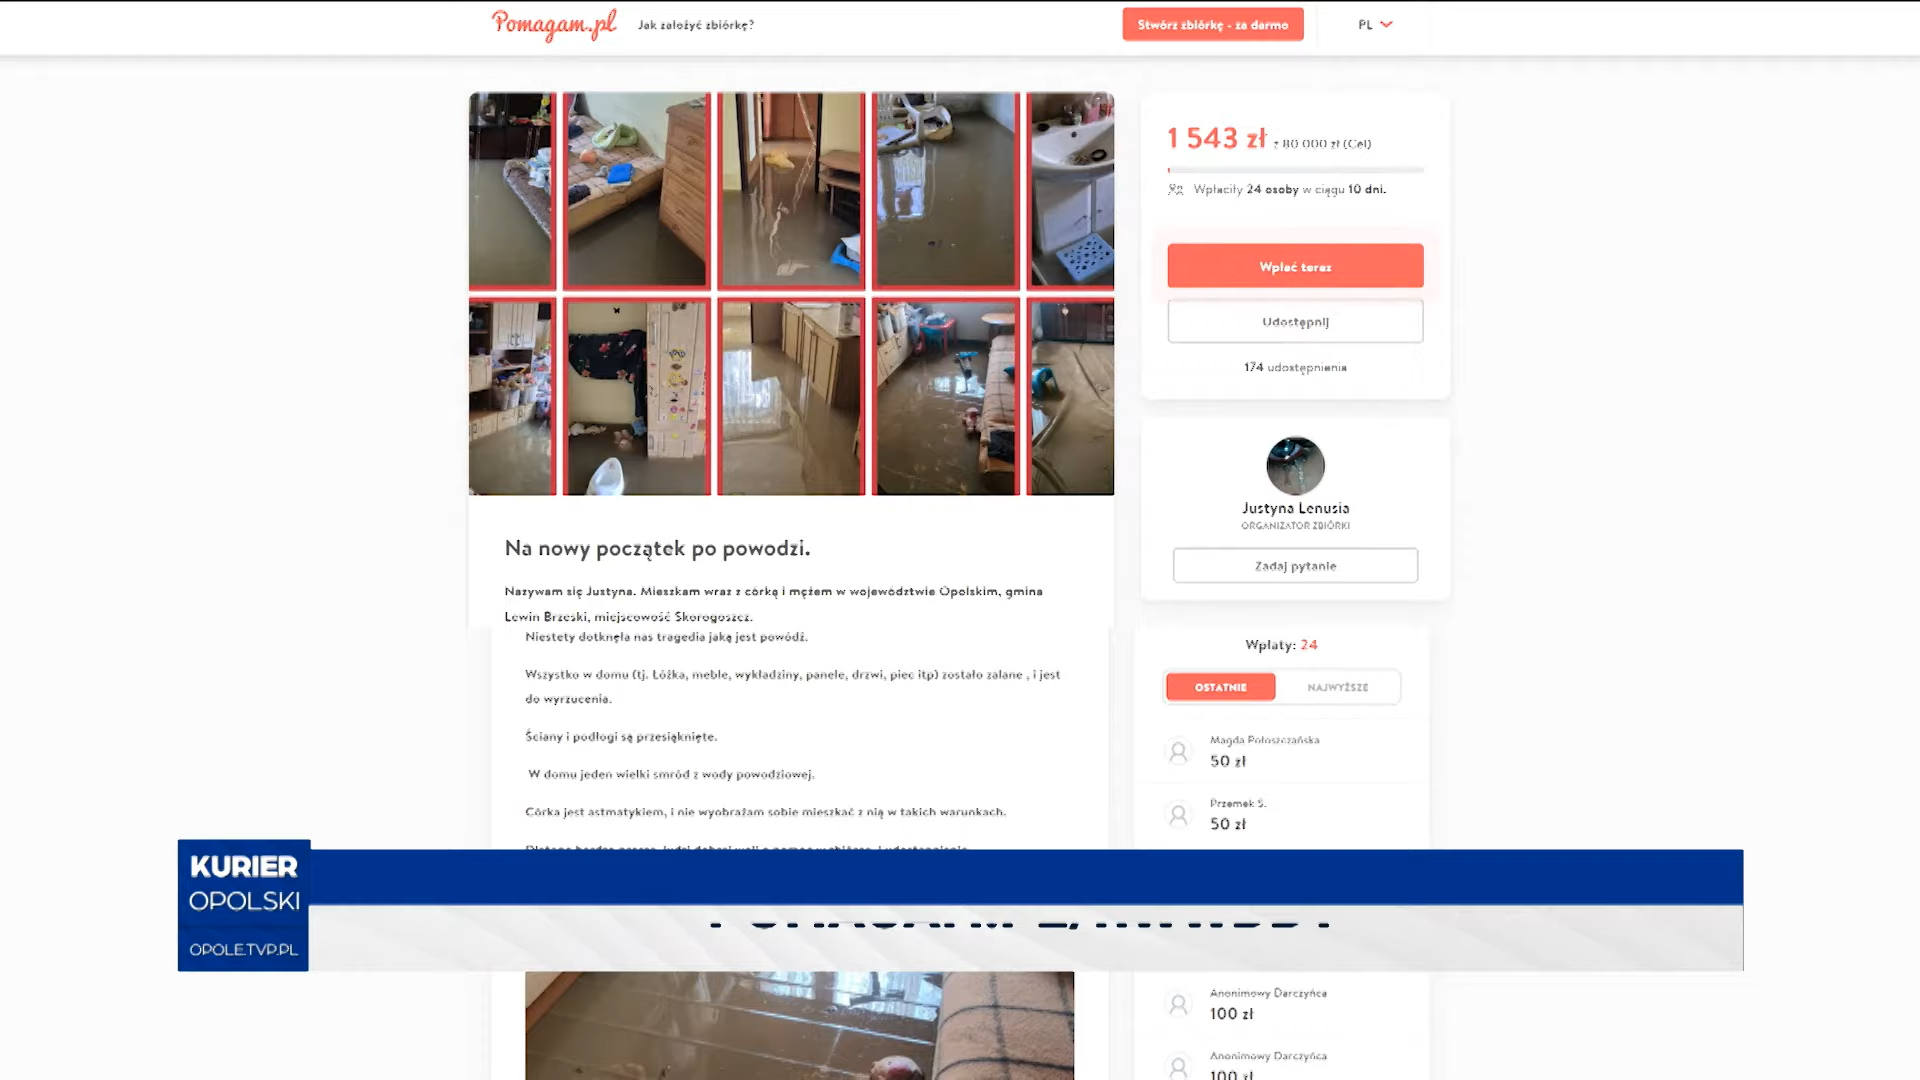 Pomagam.pl
Jak założyć zbiórkę?
Stwórz zbiórkę - za darmo
PL
1 543 zł z 80 000 zł (Cel)
Wpłaciły 24 osoby w ciągu 10 dni.
Wpłać teraz
Udostępnij
174 udostępnienia
Justyna Lenusia
ORGANIZATOR ZBIÓRKI
Zadaj pytanie
Na nowy początek po powodzi.
Nazywam się Justyna. Mieszkam wraz z córką i mężem w województwie Opolskim, gmina
Lewin Brzeski, miejscowość Skorogoszcz.
Niestety dotknęła nas tragedia jaką jest powódź.
Wszystko w domu (tj. Łóżka, meble, wykładziny, panele, drzwi, piec itp) zostało zalane , i jest
do wyrzucenia.
Ściany i podłogi są przesiąknięte.
W domu jeden wielki smród z wody powodziowej.
Córka jest astmatykiem, i nie wyobrażam sobie mieszkać z nią w takich warunkach.
Wpłaty: 24
OSTATNIE
NAJWYŻSZE
Magda Połoszczańska
50 zł
Przemek S.
50 zł
KURIER
OPOLSKI
OPOLE.TVP.PL
Anonimowy Darczyńca
100 zł
Anonimowy Darczyńca
100 zł